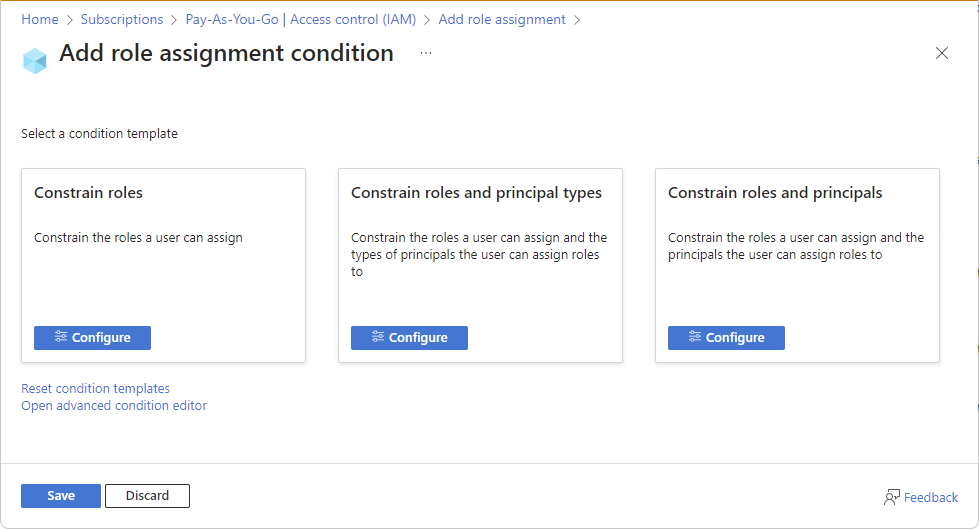 Home > Subscriptions > Pay-As-You-Go | Access control (IAM) > Add role assignment >
Add role assignment condition ...
Select a condition template
Constrain roles
Constrain the roles a user can assign
Configure
Constrain roles and principal types
Constrain the roles a user can assign and the
types of principals the user can assign roles
to
Configure
Constrain roles and principals
Constrain the roles a user can assign and the
principals the user can assign roles to
Configure
Reset condition templates
Open advanced condition editor
Save
Discard
Feedback